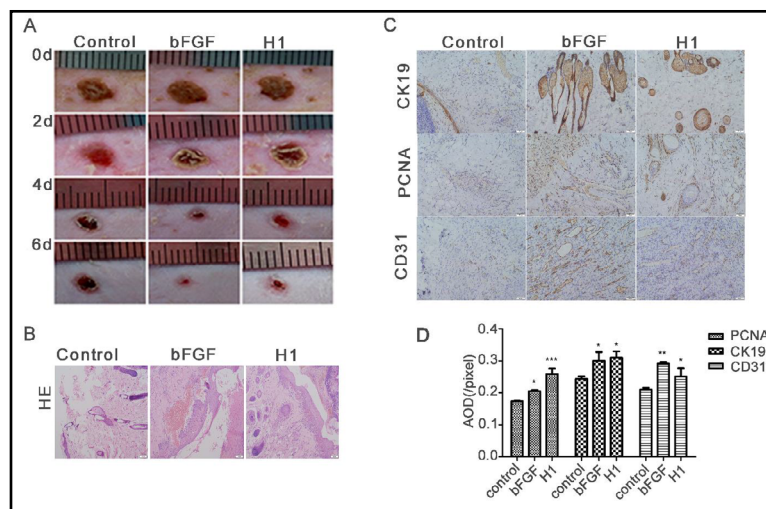 A
Control bFGF H1
0d
2d
4d
6d
B
Control bFGF H1
HE
C
Control bFGF H1
CK19
PCNA
CD31
D
AOD(/pixel)
0.4
0.3
0.2
0.1
0.0
* *** * * ** *
control bFGF H1 control bFGF H1 control bFGF H1
PCNA
CK19
CD31